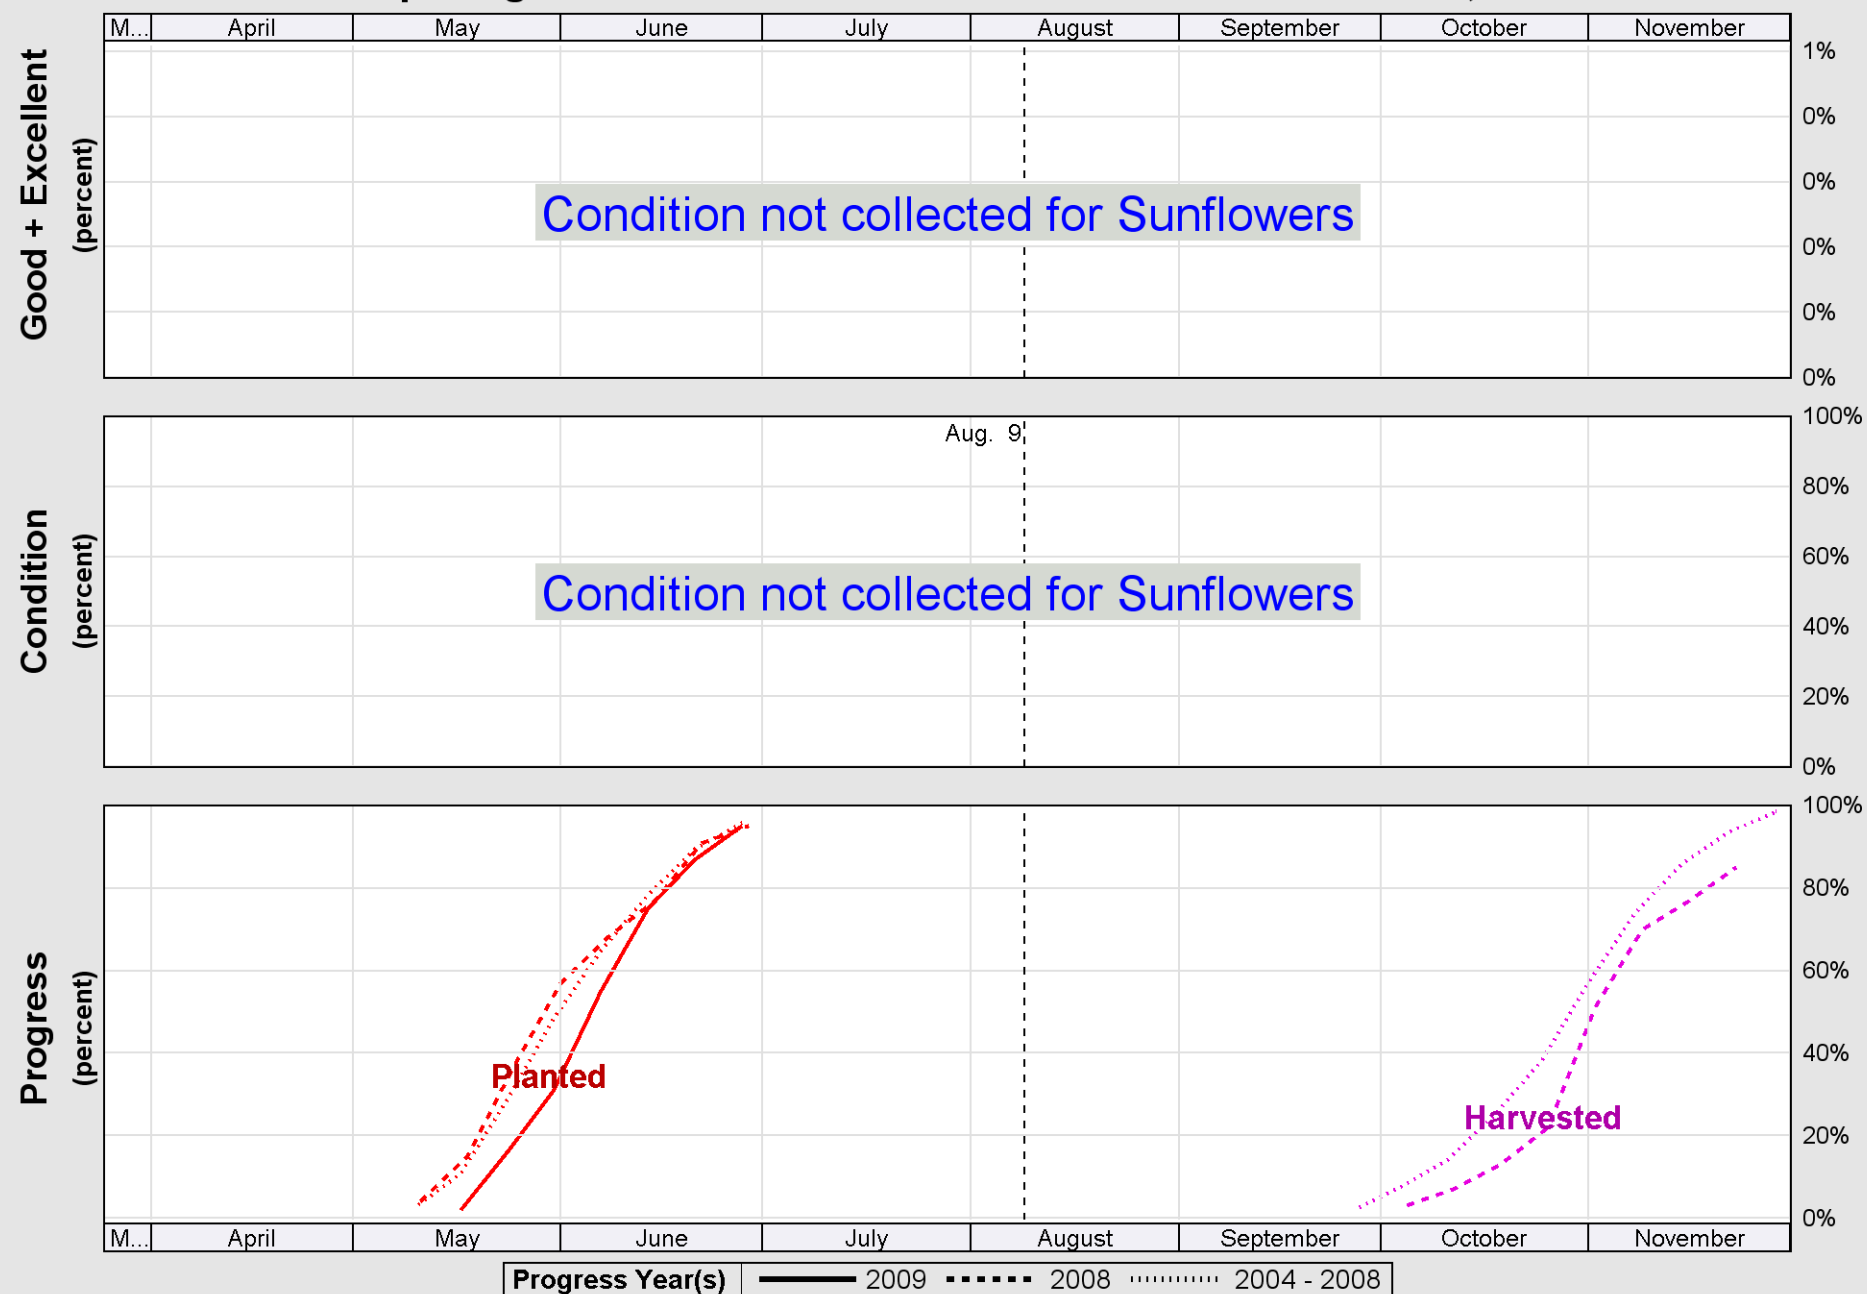 M... April May June July August September October November
Good + Excellent
(percent)
1%
0%
0%
0%
0%
0%
Condition not collected for Sunflowers
Condition
(percent)
Aug. 9
100%
80%
60%
40%
20%
0%
Condition not collected for Sunflowers
Progress
(percent)
100%
80%
60%
40%
20%
0%
Planted
Harvested
M... April May June July August September October November
Progress Year(s) 2009 2008 2004 - 2008